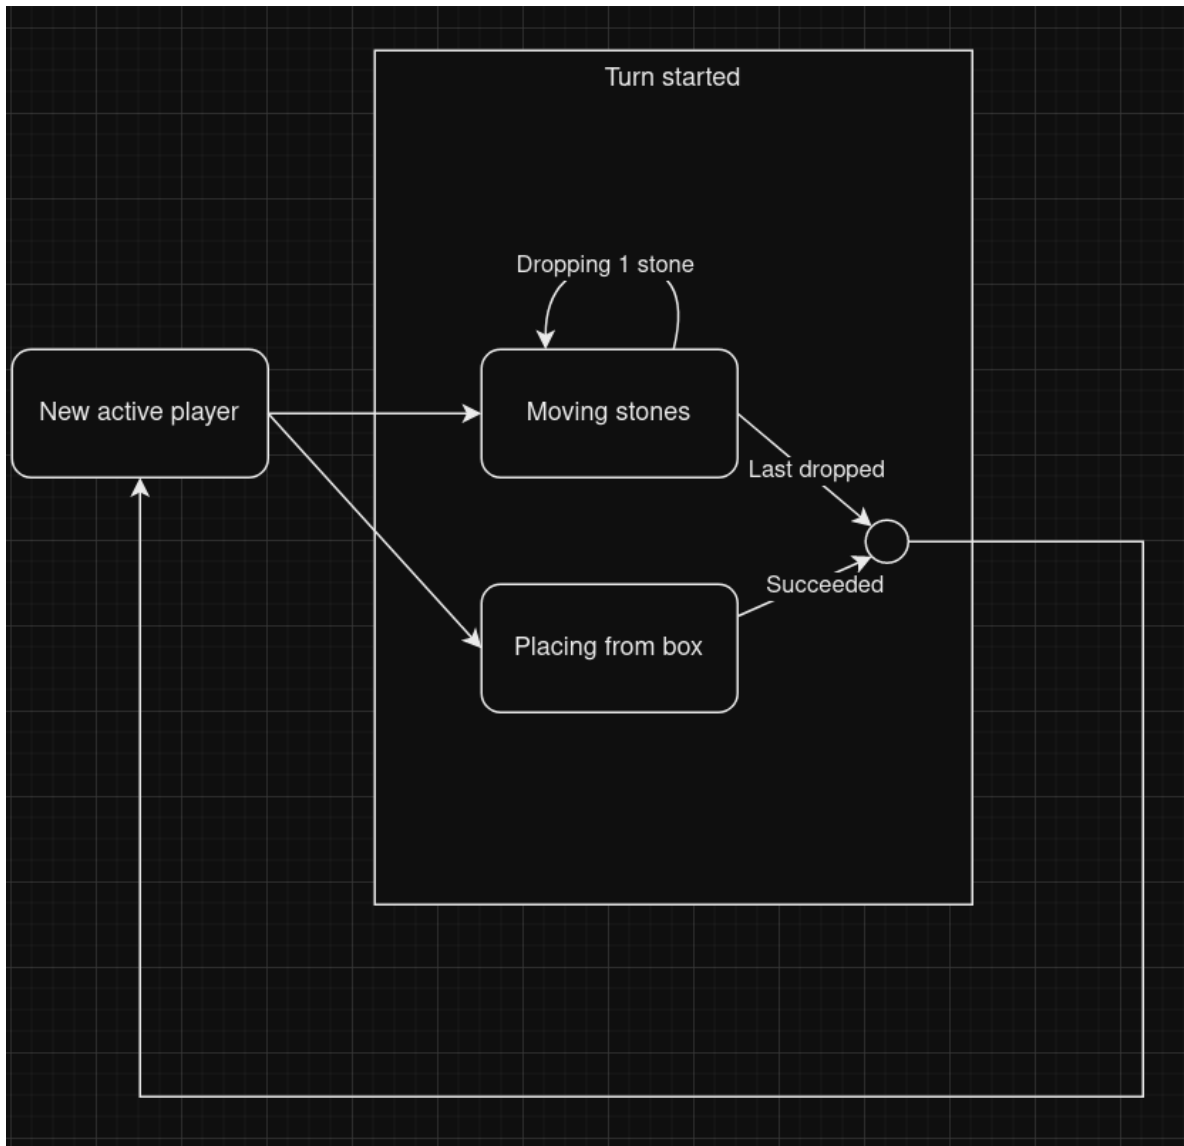 Turn started
Dropping 1 stone
New active player
Moving stones
Last dropped
Succeeded
Placing from box